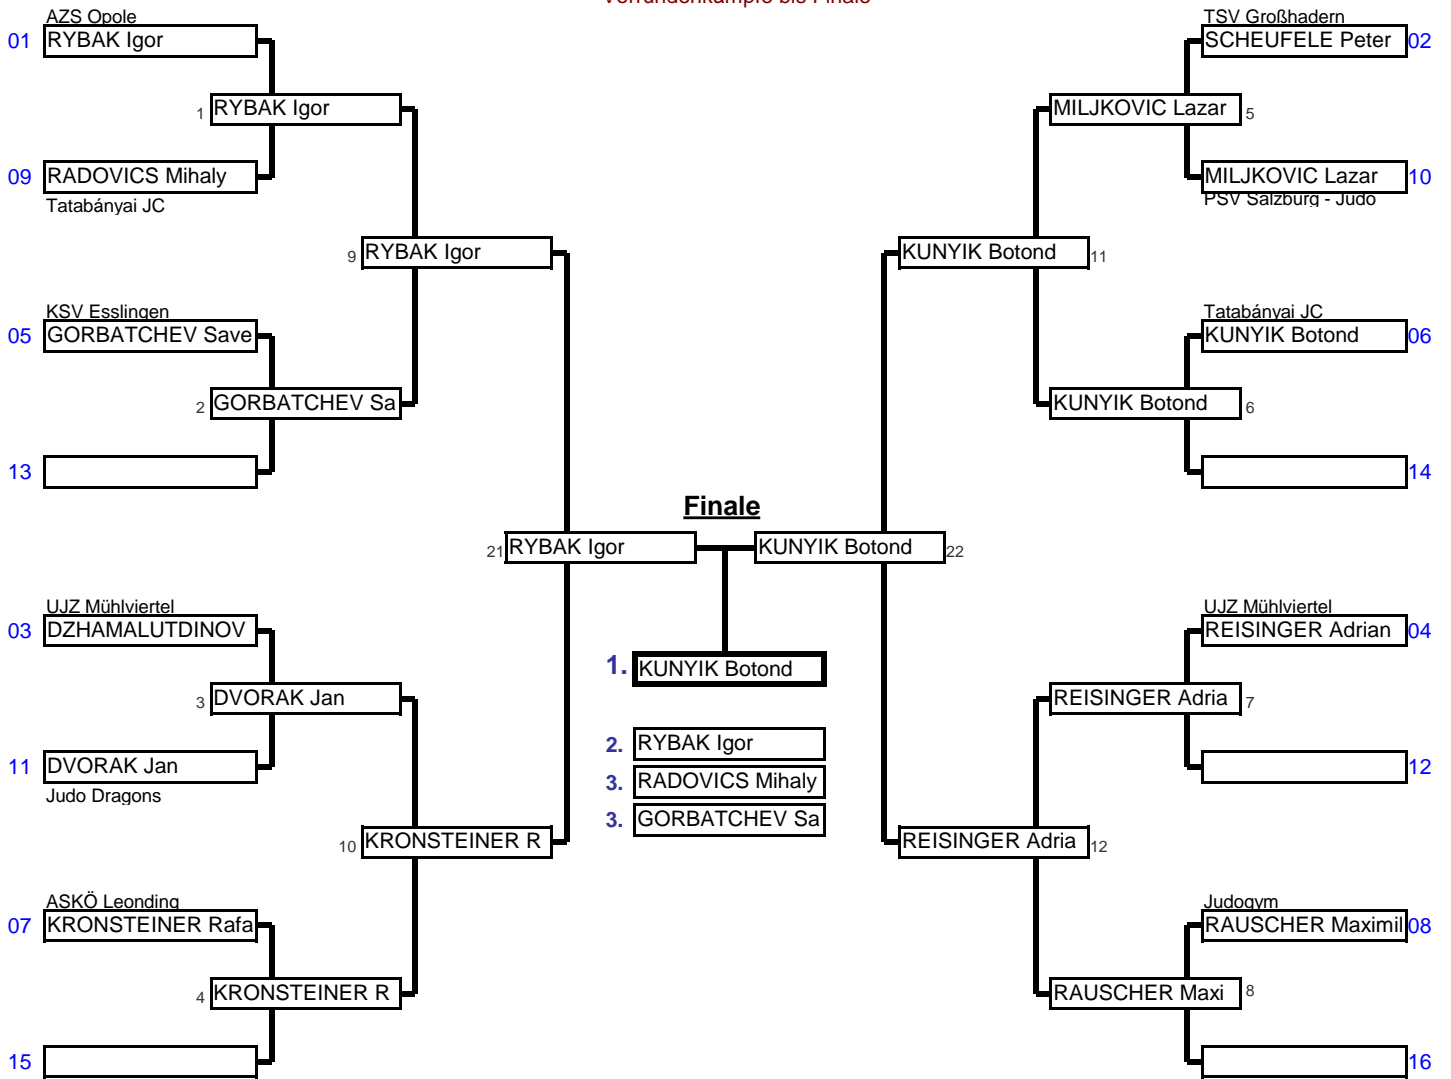 Vorrundenkämpfe bis Finale
AZS Opole
01 RYBAK Igor
1 RYBAK Igor
09 RADOVICS Mihaly
Tatabányai JC
9 RYBAK Igor
KSV Esslingen
05 GORBATCHEV Save
2 GORBATCHEV Sa
13
21 RYBAK Igor
UJZ Mühlviertel
03 DZHAMALUTDINOV
3 DVORAK Jan
11 DVORAK Jan
Judo Dragons
10 KRONSTEINER R
ASKÖ Leonding
07 KRONSTEINER Rafa
4 KRONSTEINER R
15
Finale
1. KUNYIK Botond
2. RYBAK Igor
3. RADOVICS Mihaly
3. GORBATCHEV Sa
TSV Großhadern
SCHEUFELE Peter 02
MILJKOVIC Lazar 5
MILJKOVIC Lazar 10
PSV Salzburg - Judo
KUNYIK Botond 11
Tatabányai JC
KUNYIK Botond 06
KUNYIK Botond 6
14
KUNYIK Botond 22
UJZ Mühlviertel
REISINGER Adrian 04
REISINGER Adria 7
12
REISINGER Adria 12
Judogym
RAUSCHER Maximil 08
RAUSCHER Maxi 8
16